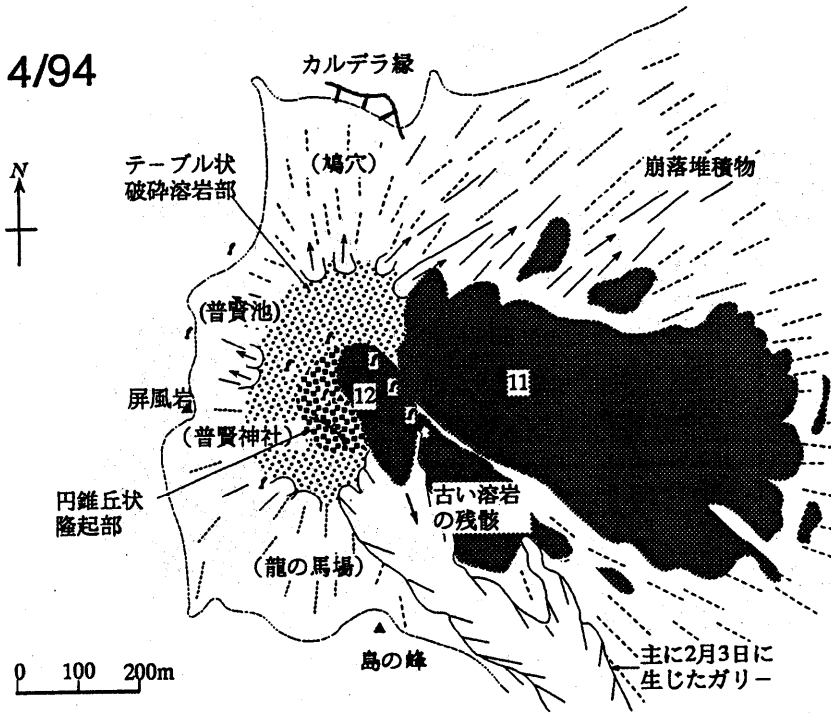 4/94
カルデラ縁
N
テーブル状
破砕溶岩部
(鳩穴)
崩落堆積物
(普賢池)
屏風岩
(普賢神社)
12
11
円錐丘状
隆起部
古い溶岩
の残骸
(龍の馬場)
島の峰
主に2月3日に
生じたガリー
0 100 200m